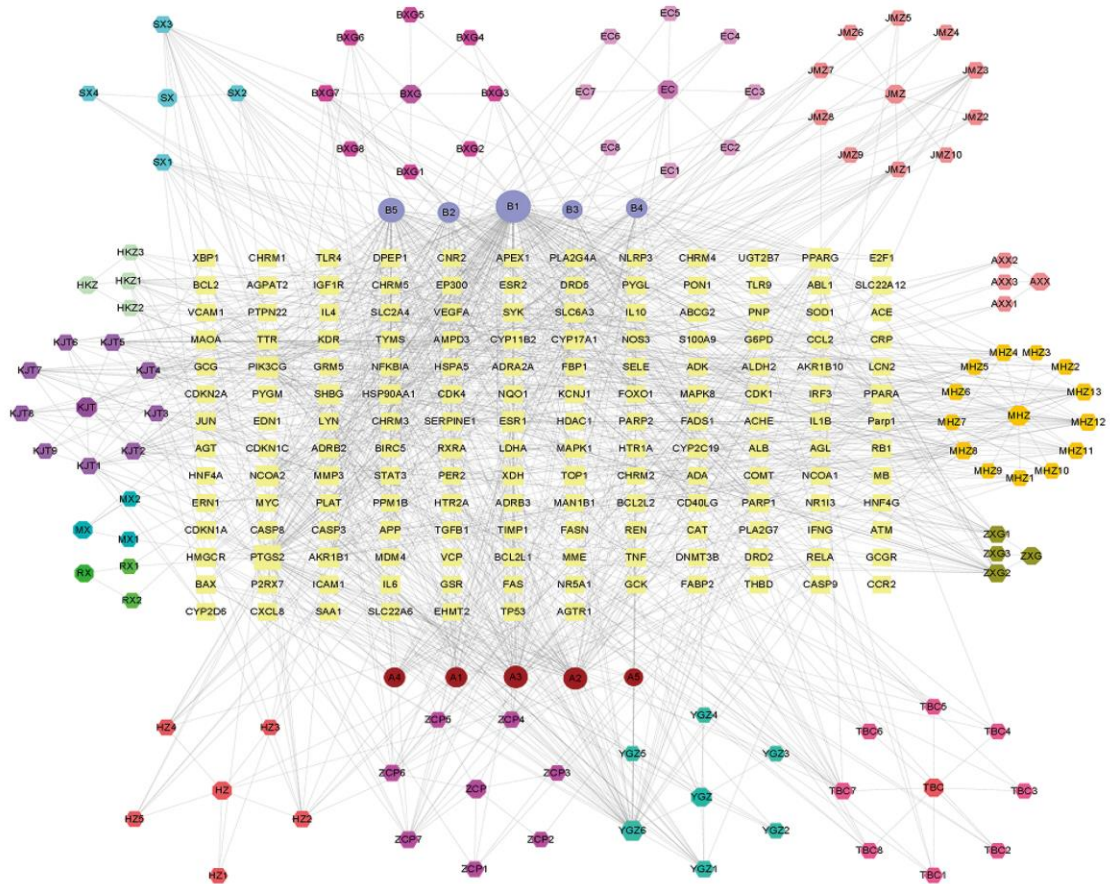 BXG5 EC5 JMZ5
SX3 BXG6 BXG4 EC6 EC4 JMZ6 JMZ4
JMZ7 JMZ3
SX4 SX SX2 BXG7 BXG BXG3 EC7 EC EC3 JMZ
JMZ8 JMZ2
SX1 BXG8 BXG2 EC8 EC2 JMZ9 JMZ10
BXG1 EC1 JMZ1
B5 B2 B1 B3 B4
HKZ3 XBP1 CHRM1 TLR4 DPEP1 CNR2 APEX1 PLA2G4A NLRP3 CHRM4 UGT2B7 PPARG E2F1 AXX2
HKZ HKZ1 BCL2 AGPAT2 IGF1R CHRM5 EP300 ESR2 DRD5 PYGL PON1 TLR9 ABL1 SLC22A12 AXX3 AXX
HKZ2 VCAM1 PTPN22 IL4 SLC2A4 VEGFA SYK SLC6A3 IL10 ABCG2 PNP SOD1 ACE AXX1
KJT6 KJT5 MAOA TTR KDR TYMS AMPD3 CYP11B2 CYP17A1 NOS3 S100A9 G6PD CCL2 CRP MHZ4 MHZ3
KJT7 KJT4 GCG PIK3CG GRM5 NFKBIA HSPA5 ADRA2A FBP1 SELE ADK ALDH2 AKR1B10 LCN2 MHZ5 MHZ2
CDKN2A PYGM SHBG HSP90AA1 CDK4 NQO1 KCNJ1 FOXO1 MAPK8 CDK1 IRF3 PPARA MHZ6 MHZ13
KJT8 KJT KJT3 JUN EDN1 LYN CHRM3 SERPINE1 ESR1 HDAC1 PARP2 FADS1 ACHE IL1B Parp1 MHZ7 MHZ MHZ12
KJT9 KJT2 AGT CDKN1C ADRB2 BIRC5 RXRA LDHA MAPK1 HTR1A CYP2C19 ALB AGL RB1 MHZ8 MHZ11
KJT1 HNF4A NCOA2 MMP3 STAT3 PER2 XDH TOP1 CHRM2 ADA COMT NCOA1 MB MHZ9 MHZ1 MHZ10
MX2 ERN1 MYC PLAT PPM1B HTR2A ADRB3 MAN1B1 BCL2L2 CD40LG PARP1 NR1I3 HNF4G
MX MX1 CDKN1A CASP8 CASP3 APP TGFB1 TIMP1 FASN REN CAT PLA2G7 IFNG ATM ZXG1
HMGCR PTGS2 AKR1B1 MDM4 VCP BCL2L1 MME TNF DNMT3B DRD2 RELA GCGR ZXG3 ZXG
RX RX1 BAX P2RX7 ICAM1 IL6 GSR FAS NR5A1 GCK FABP2 THBD CASP9 CCR2 ZXG2
RX2 CYP2D6 CXCL8 SAA1 SLC22A6 EHMT2 TP53 AGTR1
A4 A1 A3 A2 A5
HZ4 HZ3 ZCP5 ZCP4 YGZ4 TBC5
YGZ5 YGZ3 TBC6 TBC4
ZCP6 ZCP3
HZ ZCP YGZ TBC7 TBC TBC3
HZ5 HZ2 ZCP7 ZCP2 YGZ6 YGZ2
TBC8 TBC2
HZ1 ZCP1 YGZ1 TBC1